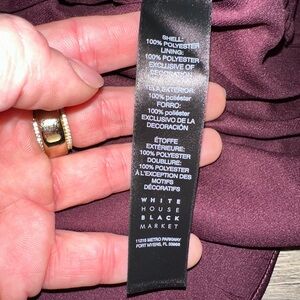 SHELL:
100% POLYESTER
LINING:
100% POLYESTER
EXCLUSIVE OF
DECORATION
TELA EXTERIOR:
100% poliéster
FORRO:
100% poliéster
EXCLUSIVO DE LA
DECORACIÓN
ÉTOFFE
EXTÉRIEURE:
100% POLYESTER
DOUBLURE:
100% POLYESTER
À L'EXCEPTION DES
MOTIFS
DÉCORATIFS
WHITE
HOUSE
BLACK
MARKET
11215 METRO PARKWAY
FORT MYERS, FL 33966